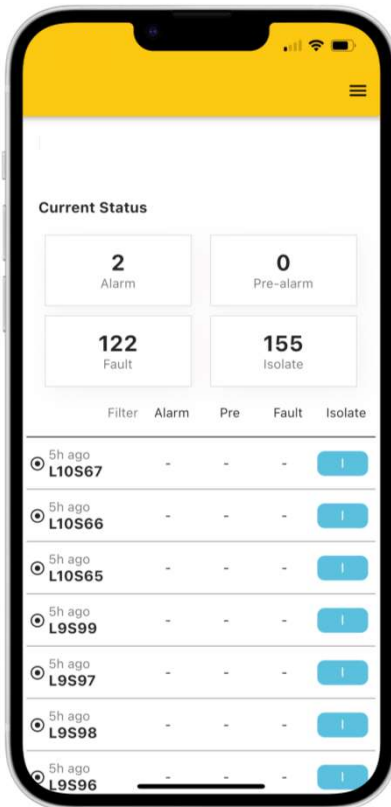 Current Status
2
Alarm
0
Pre-alarm
122
Fault
155
Isolate
Filter Alarm Pre Fault Isolate
5h ago
L10S67 - - - I
5h ago
L10S66 - - - I
5h ago
L10S65 - - - I
5h ago
L9S99 - - - I
5h ago
L9S97 - - - I
5h ago
L9S98 - - - I
5h ago
L9S96 - - - I